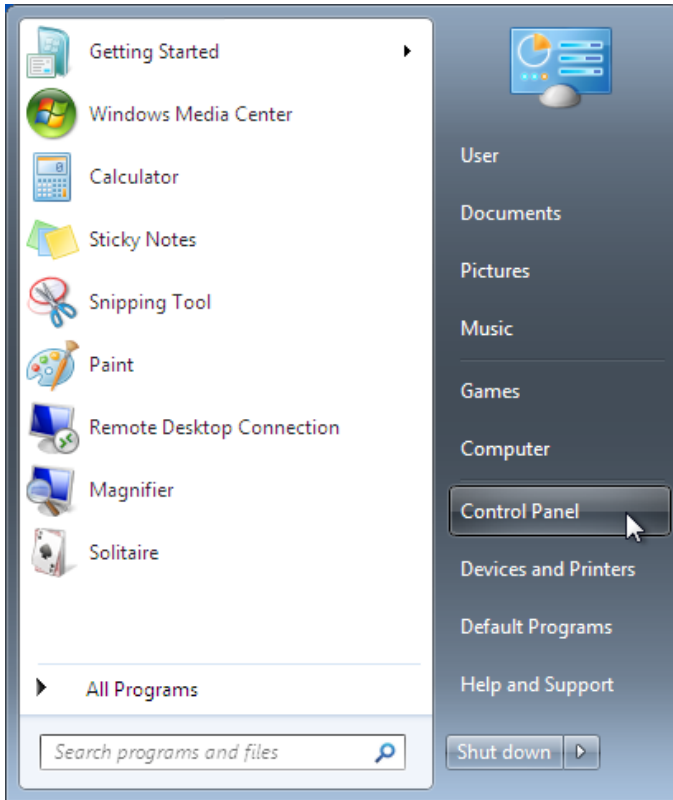 Getting Started
Windows Media Center
Calculator
Sticky Notes
Snipping Tool
Paint
Remote Desktop Connection
Magnifier
Solitaire
All Programs
Search programs and files
User
Documents
Pictures
Music
Games
Computer
Control Panel
Devices and Printers
Default Programs
Help and Support
Shut down